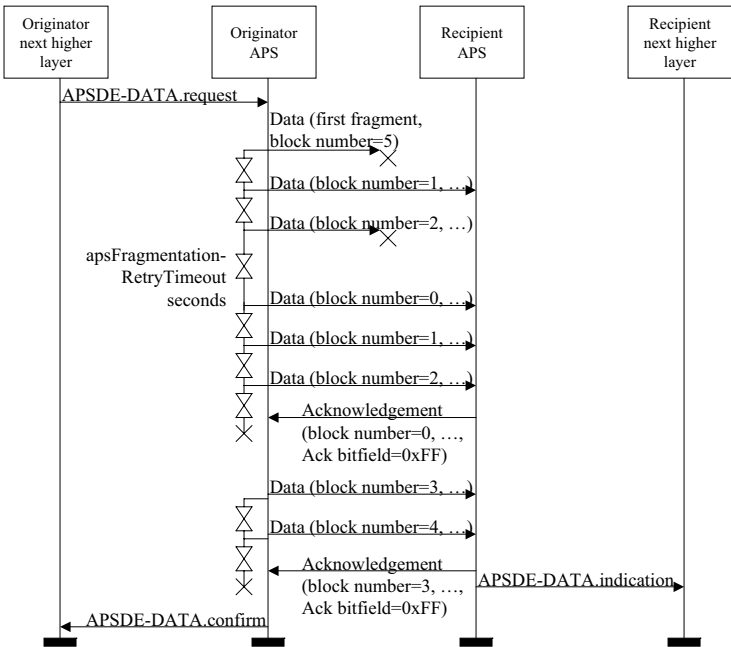 Originator
next higher
layer
Originator
APS
Recipient
APS
Recipient
next higher
layer
APSDE-DATA.request
Data (first fragment,
block number=5)
Data (block number=1, …)
Data (block number=2, …)
apsFragmentation-
RetryTimeout
seconds
Data (block number=0, …)
Data (block number=1, …)
Data (block number=2, …)
Acknowledgement
(block number=0, …,
Ack bitfield=0xFF)
Data (block number=3, …)
Data (block number=4, …)
Acknowledgement
(block number=3, …,
Ack bitfield=0xFF)
APSDE-DATA.indication
APSDE-DATA.confirm